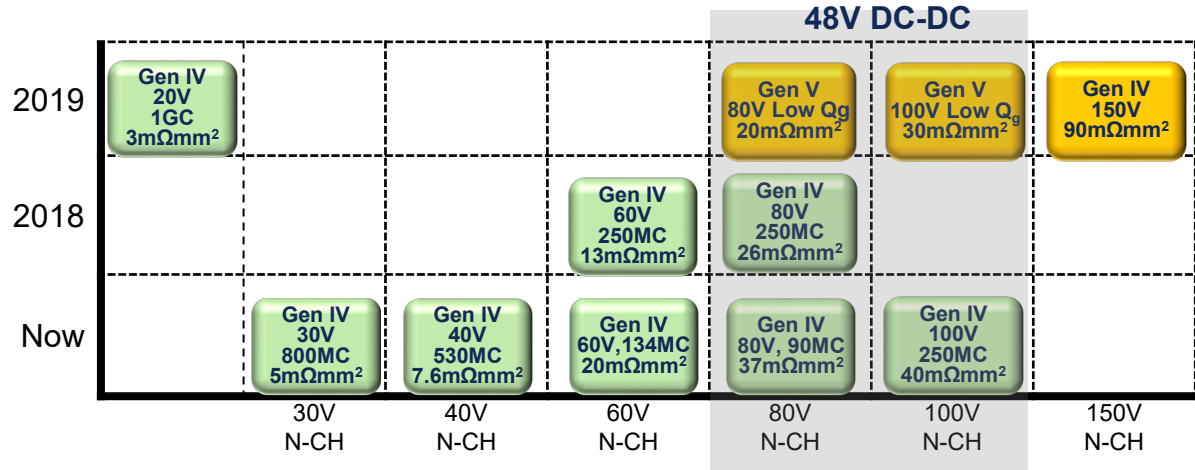 48V DC-DC
2019
Gen IV
20V
1GC
3mΩmm²
Gen V
80V Low Qg
20mΩmm²
Gen V
100V Low Qg
30mΩmm²
Gen IV
150V
90mΩmm²
2018
Gen IV
60V
250MC
13mΩmm²
Gen IV
80V
250MC
26mΩmm²
Now
Gen IV
30V
800MC
5mΩmm²
Gen IV
40V
530MC
7.6mΩmm²
Gen IV
60V,134MC
20mΩmm²
Gen IV
80V, 90MC
37mΩmm²
Gen IV
100V
250MC
40mΩmm²
30V
N-CH
40V
N-CH
60V
N-CH
80V
N-CH
100V
N-CH
150V
N-CH